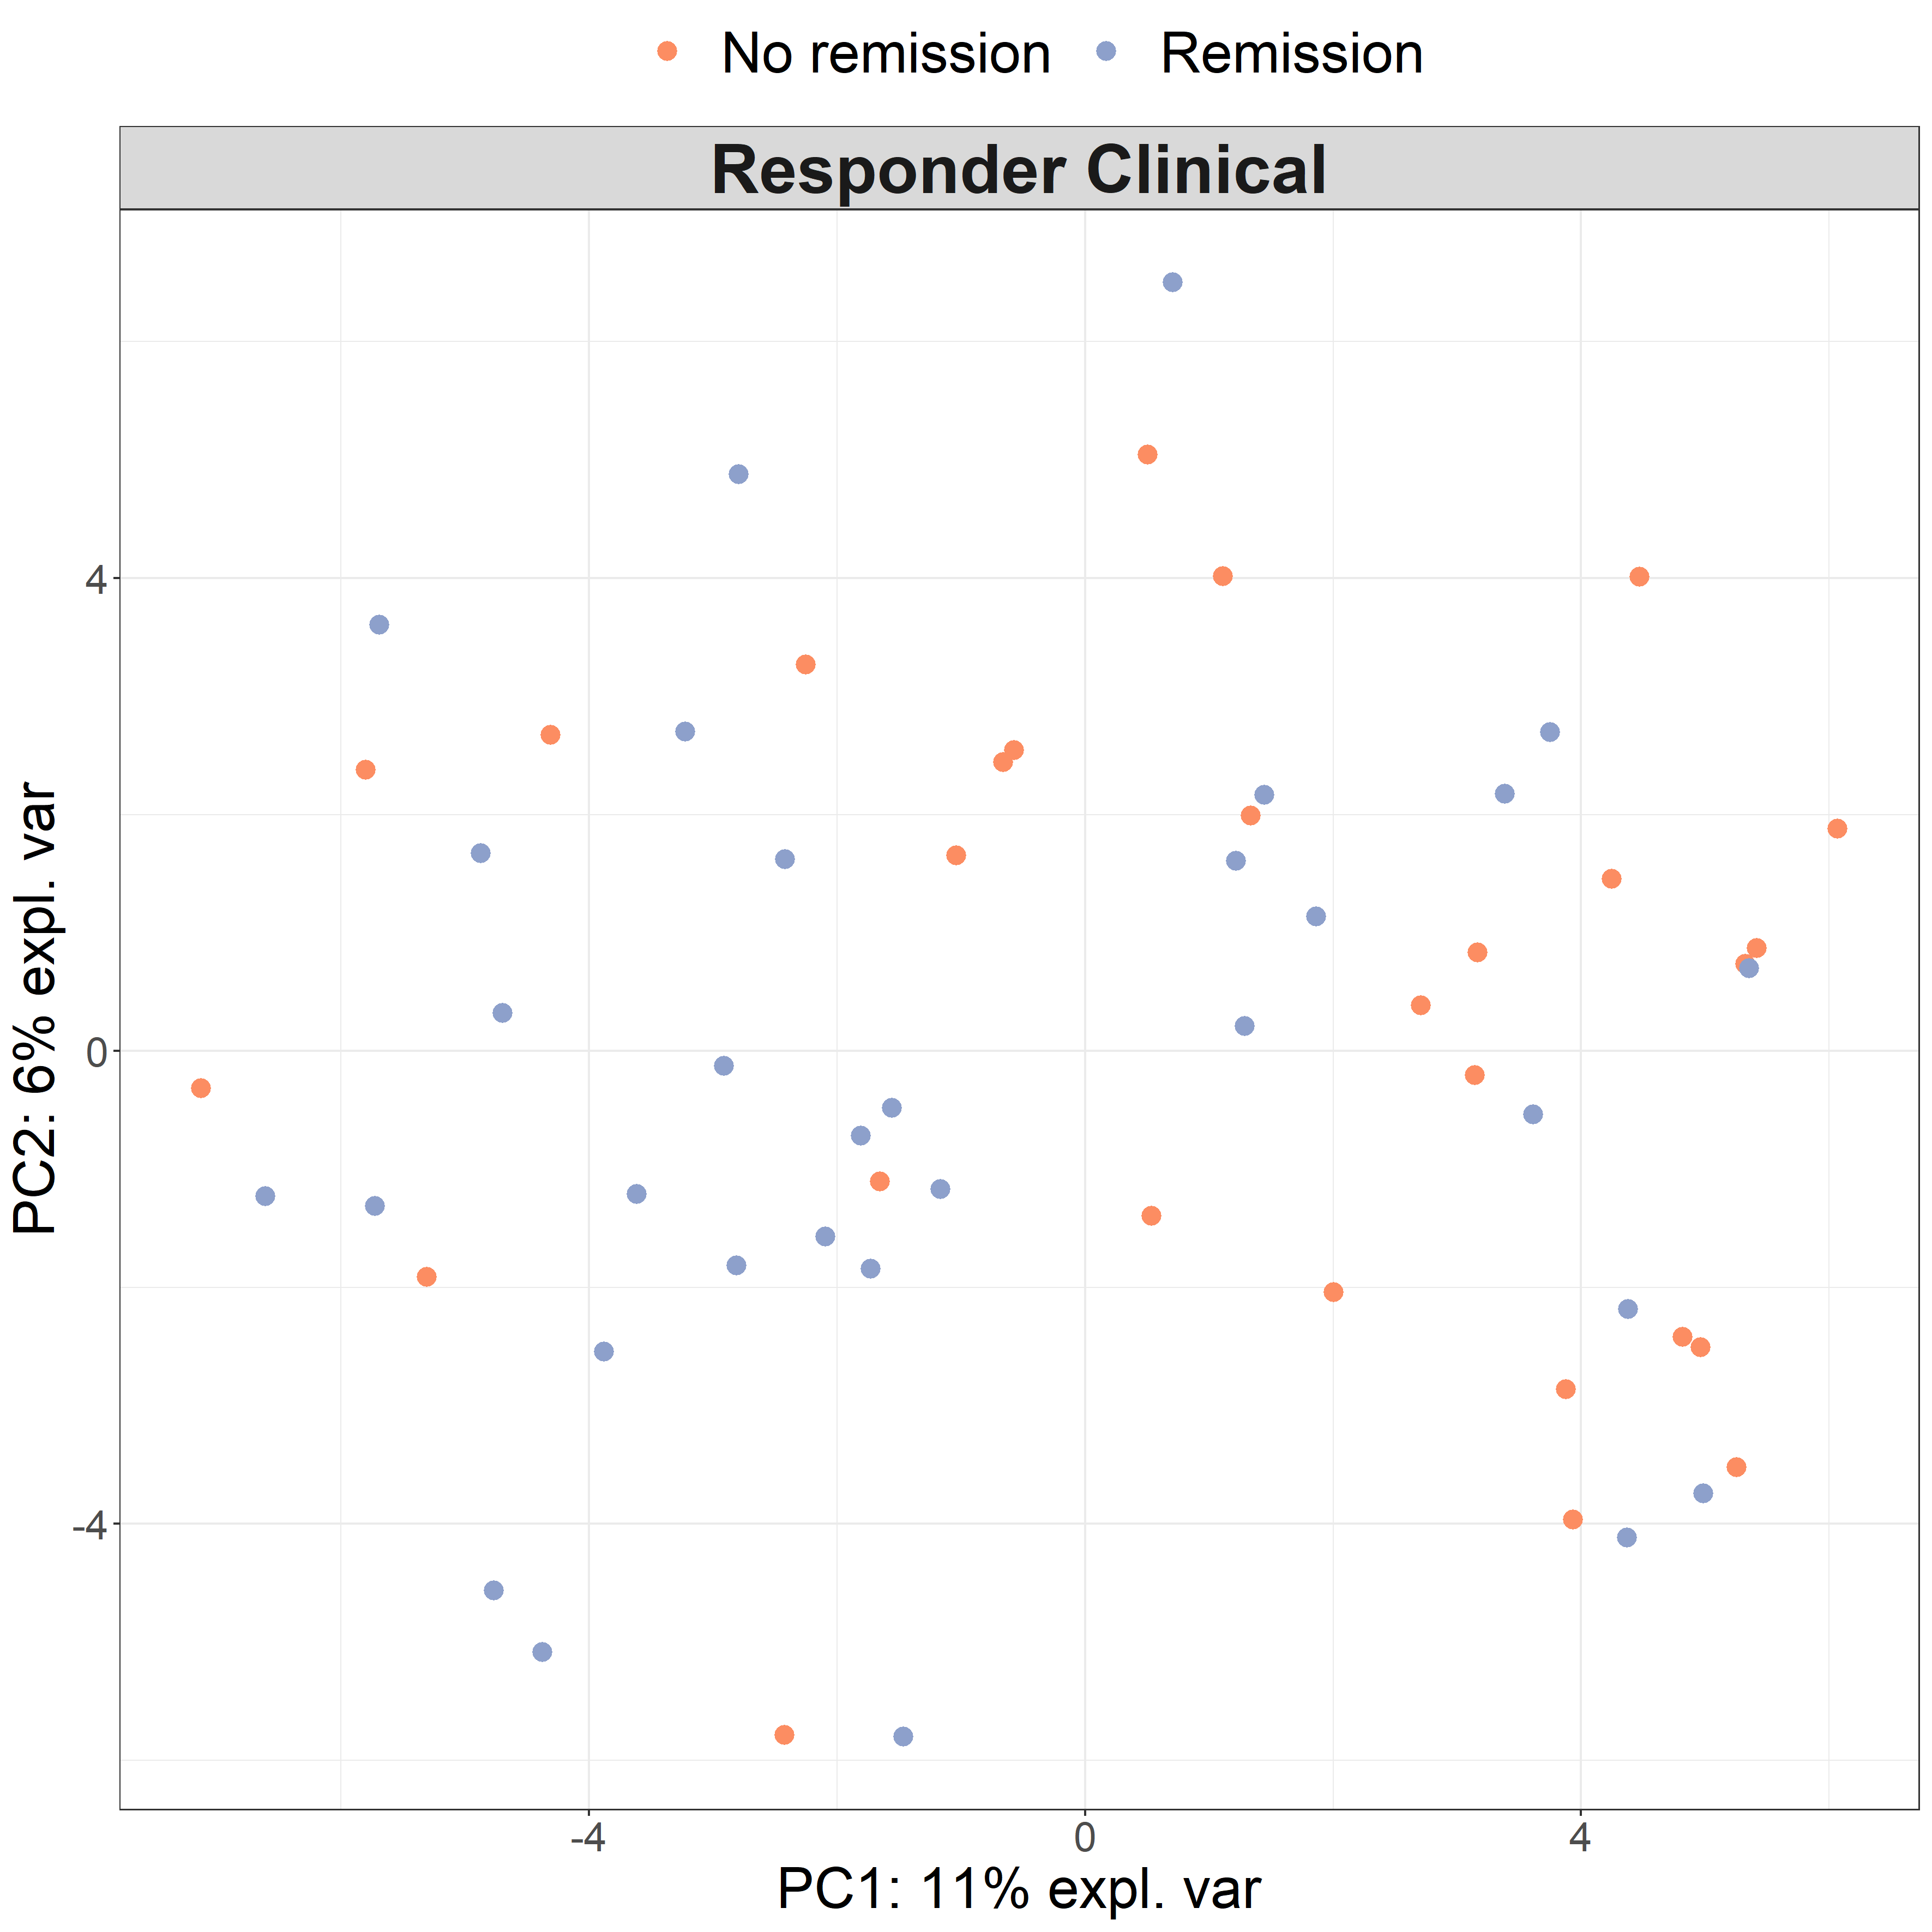 No remission Remission
Responder Clinical
PC2: 6% expl. var
4
0
-4
-4 0 4
PC1: 11% expl. var